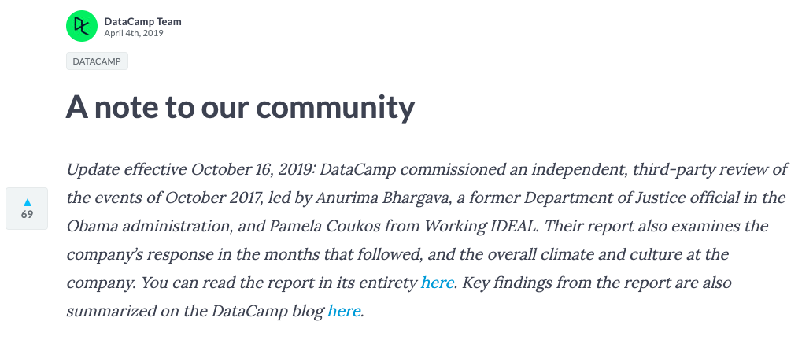 DataCamp Team
April 4th, 2019
DATACAMP
A note to our community
Update effective October 16, 2019: DataCamp commissioned an independent, third-party review of
the events of October 2017, led by Anurima Bhargava, a former Department of Justice official in the
Obama administration, and Pamela Coukos from Working IDEAL. Their report also examines the
company's response in the months that followed, and the overall climate and culture at the
company. You can read the report in its entirety here. Key findings from the report are also
summarized on the DataCamp blog here.
▲
69